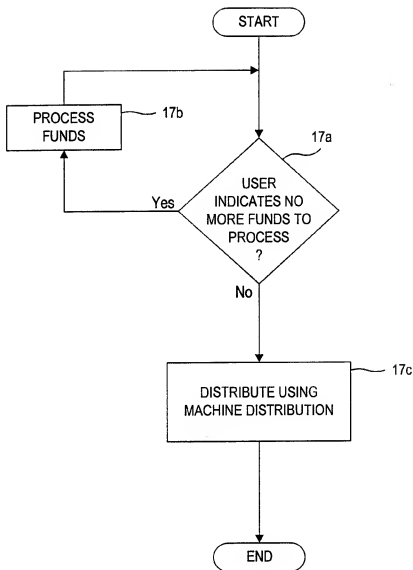 START
PROCESS
FUNDS
17b
17a
USER
INDICATES NO
MORE FUNDS TO
PROCESS
?
Yes
No
17c
DISTRIBUTE USING
MACHINE DISTRIBUTION
END